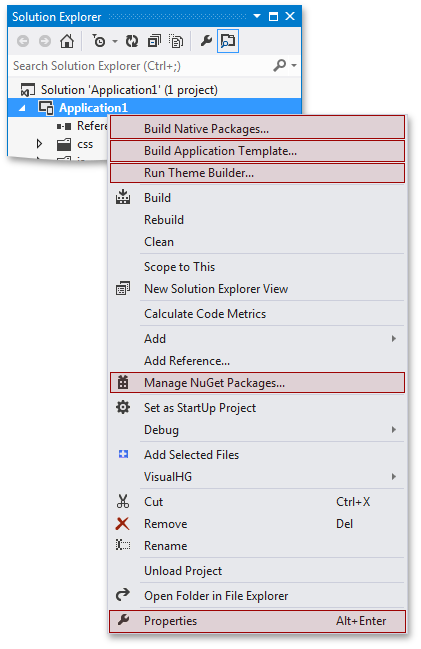 Solution Explorer
Search Solution Explorer (Ctrl+;)
Solution 'Application1' (1 project)
Application1
css
Build Native Packages...
Build Application Template...
Run Theme Builder...
Build
Rebuild
Clean
Scope to This
New Solution Explorer View
Calculate Code Metrics
Add
Add Reference...
Manage NuGet Packages...
Set as StartUp Project
Debug
Add Selected Files
VisualHG
Cut Ctrl+X
Remove Del
Rename
Unload Project
Open Folder in File Explorer
Properties Alt+Enter